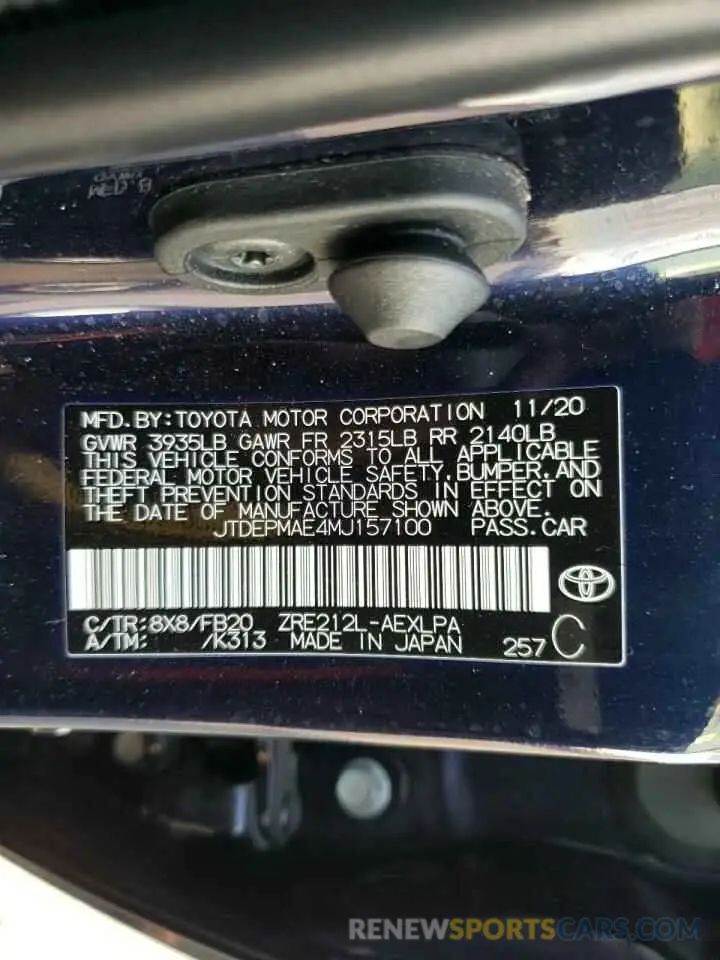 MFD. BY: TOYOTA MOTOR CORPORATION 11/20
GVWR 3935LB GAWR FR 2315LB RR 2140LB
THIS VEHICLE CONFORMS TO ALL APPLICABLE
FEDERAL MOTOR VEHICLE SAFETY, BUMPER, AND
THEFT PREVENTION STANDARDS IN EFFECT ON
THE DATE OF MANUFACTURE SHOWN ABOVE.
JTDEPMAE4MJ157100 PASS. CAR
C/TR: 8X8/FB20 ZRE212L-AEXLPA
A/TM: /K313 MADE IN JAPAN 257 C
RENEWSPORTSCARS.COM